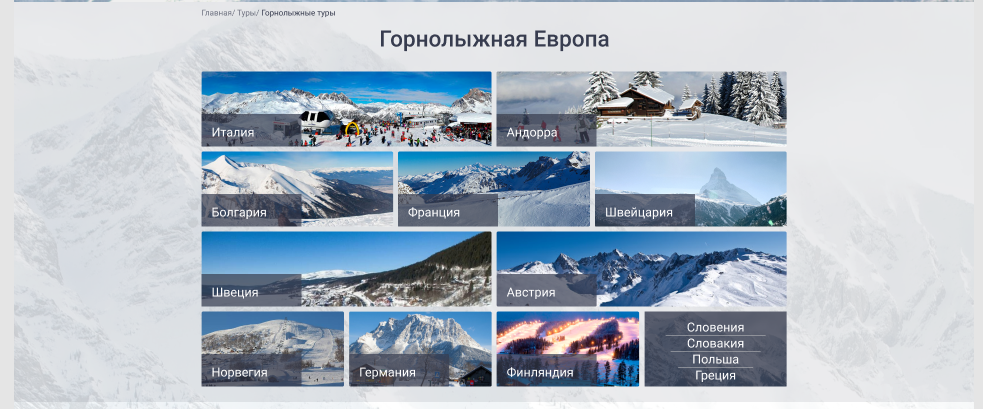 Главная/ Туры/ Горнолыжные туры
Горнолыжная Европа
Италия
Андорра
Болгария
Франция
Швейцария
Швеция
Австрия
Норвегия
Германия
Финляндия
Словения
Словакия
Польша
Греция